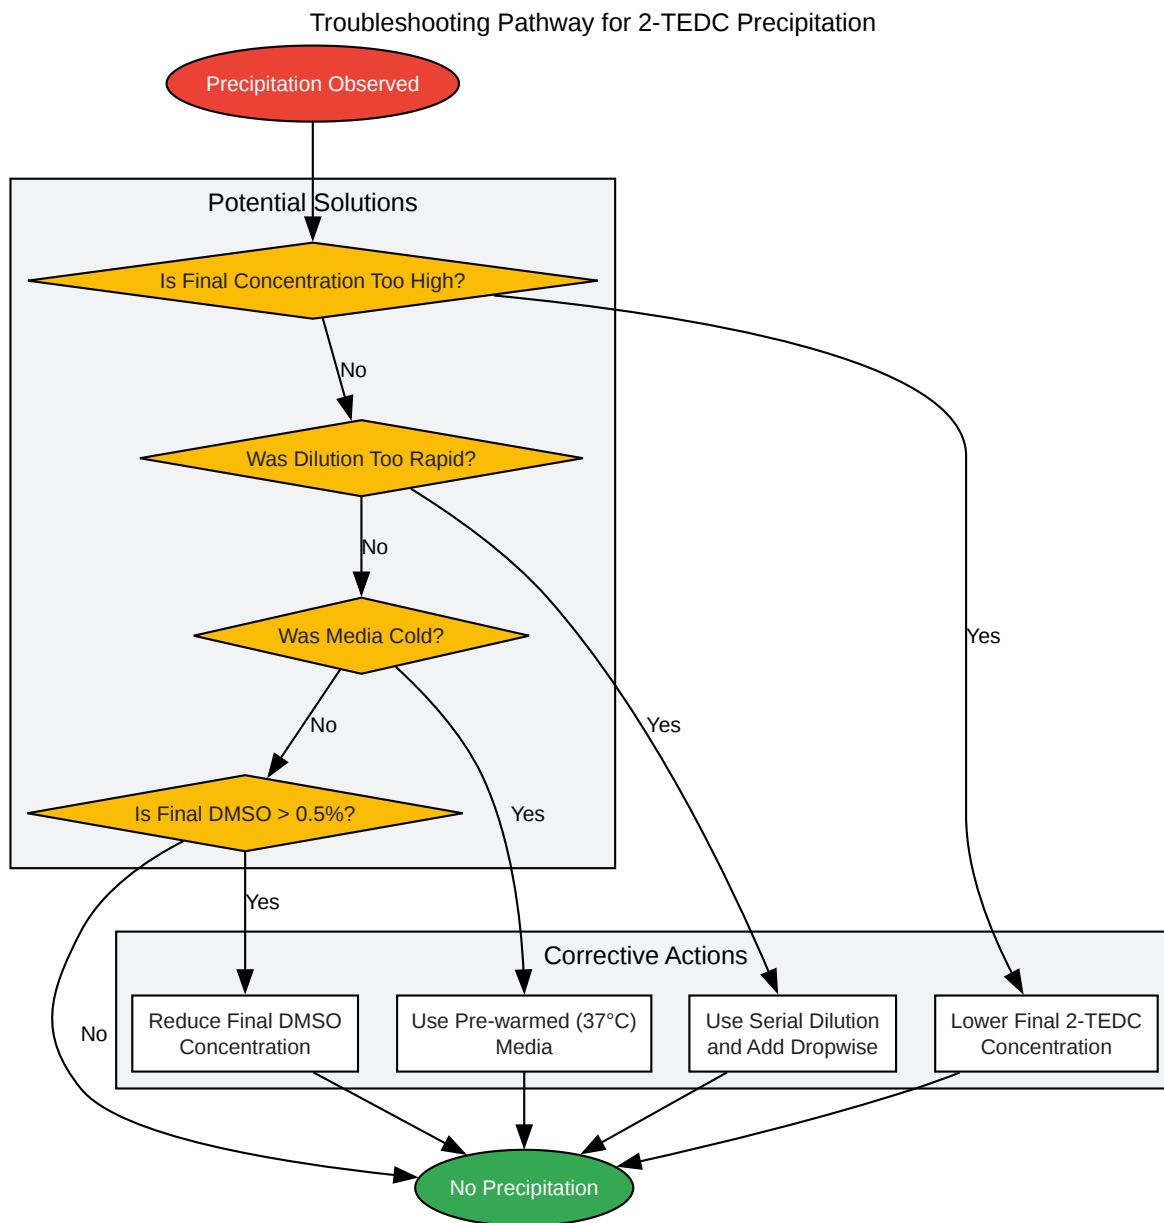 Troubleshooting Pathway for 2-TEDC Precipitation
Precipitation Observed
Potential Solutions
Is Final Concentration Too High?
No
Was Dilution Too Rapid?
No
Was Media Cold?
Yes
No
Yes
Is Final DMSO > 0.5%?
Yes
Yes
Corrective Actions
Reduce Final DMSO
Concentration
Use Pre-warmed (37°C)
Media
Use Serial Dilution
and Add Dropwise
Lower Final 2-TEDC
Concentration
No
No Precipitation